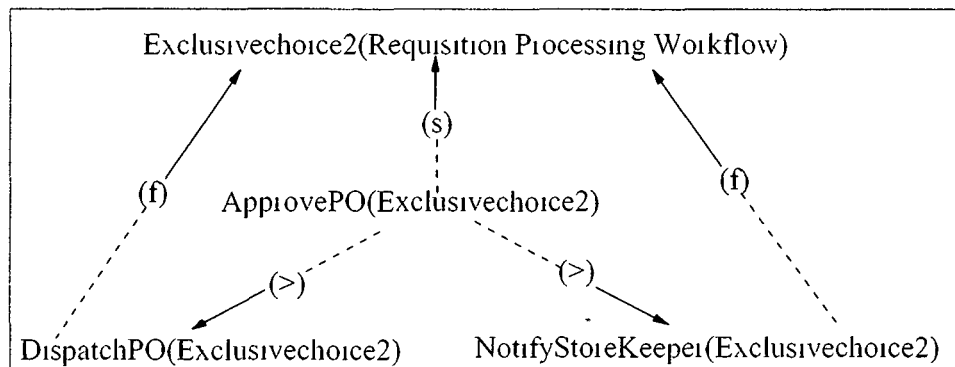 Exclusivechoice2(Requisition Processing Workflow)
(s)
(f)
(f)
ApprovePO(Exclusivechoice2)
(>)
(>)
DispatchPO(Exclusivechoice2)
NotifyStoreKeeper(Exclusivechoice2)